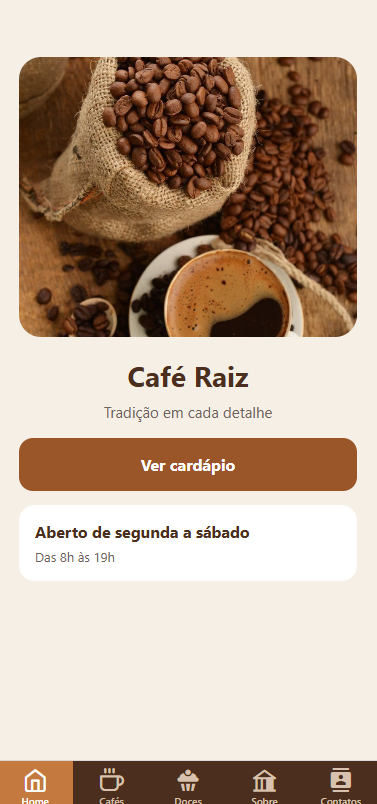 Café Raiz
Tradição em cada detalhe
Ver cardápio
Aberto de segunda a sábado
Das 8h às 19h
Home
Cafés
Doces
Sobre
Contatos